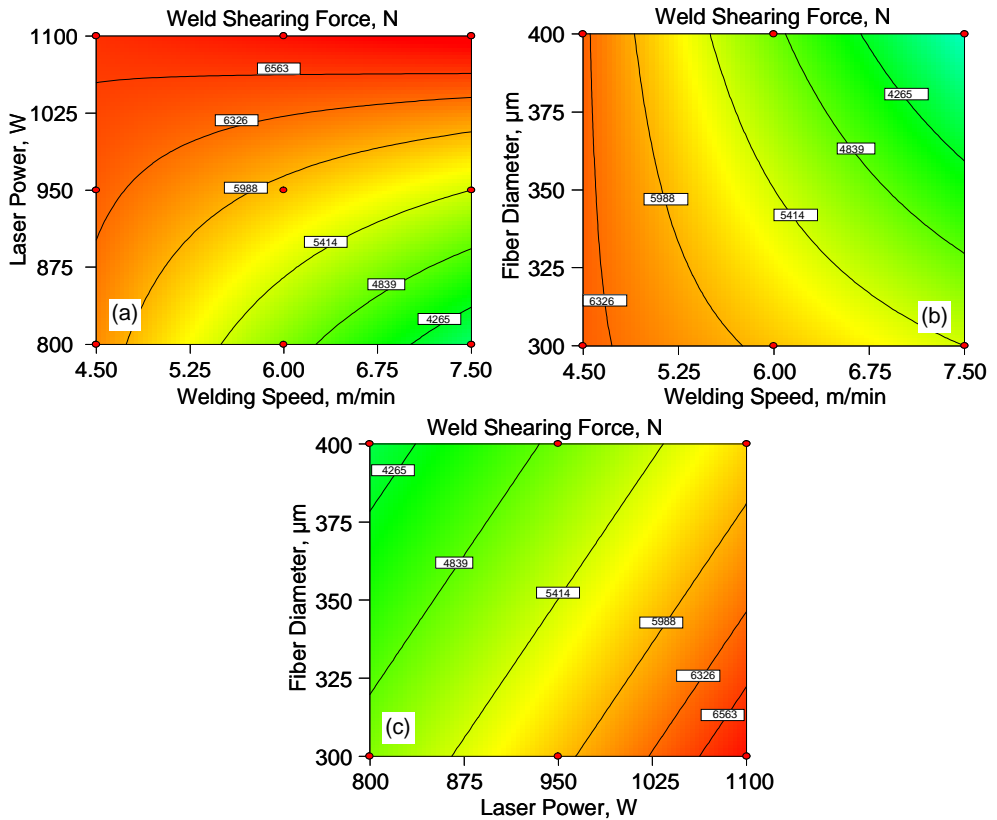 Weld Shearing Force, N
1100
1025
950
875
800
Laser Power, W
6563
6326
5988
5414
4839
4265
(a)
4.50 5.25 6.00 6.75 7.50
Welding Speed, m/min
Weld Shearing Force, N
400
375
350
325
300
Fiber Diameter, µm
4265
4839
5988
5414
6326
(b)
4.50 5.25 6.00 6.75 7.50
Welding Speed, m/min
Weld Shearing Force, N
400
375
350
325
300
Fiber Diameter, µm
4265
4839
5414
5988
6326
6563
(c)
800 875 950 1025 1100
Laser Power, W